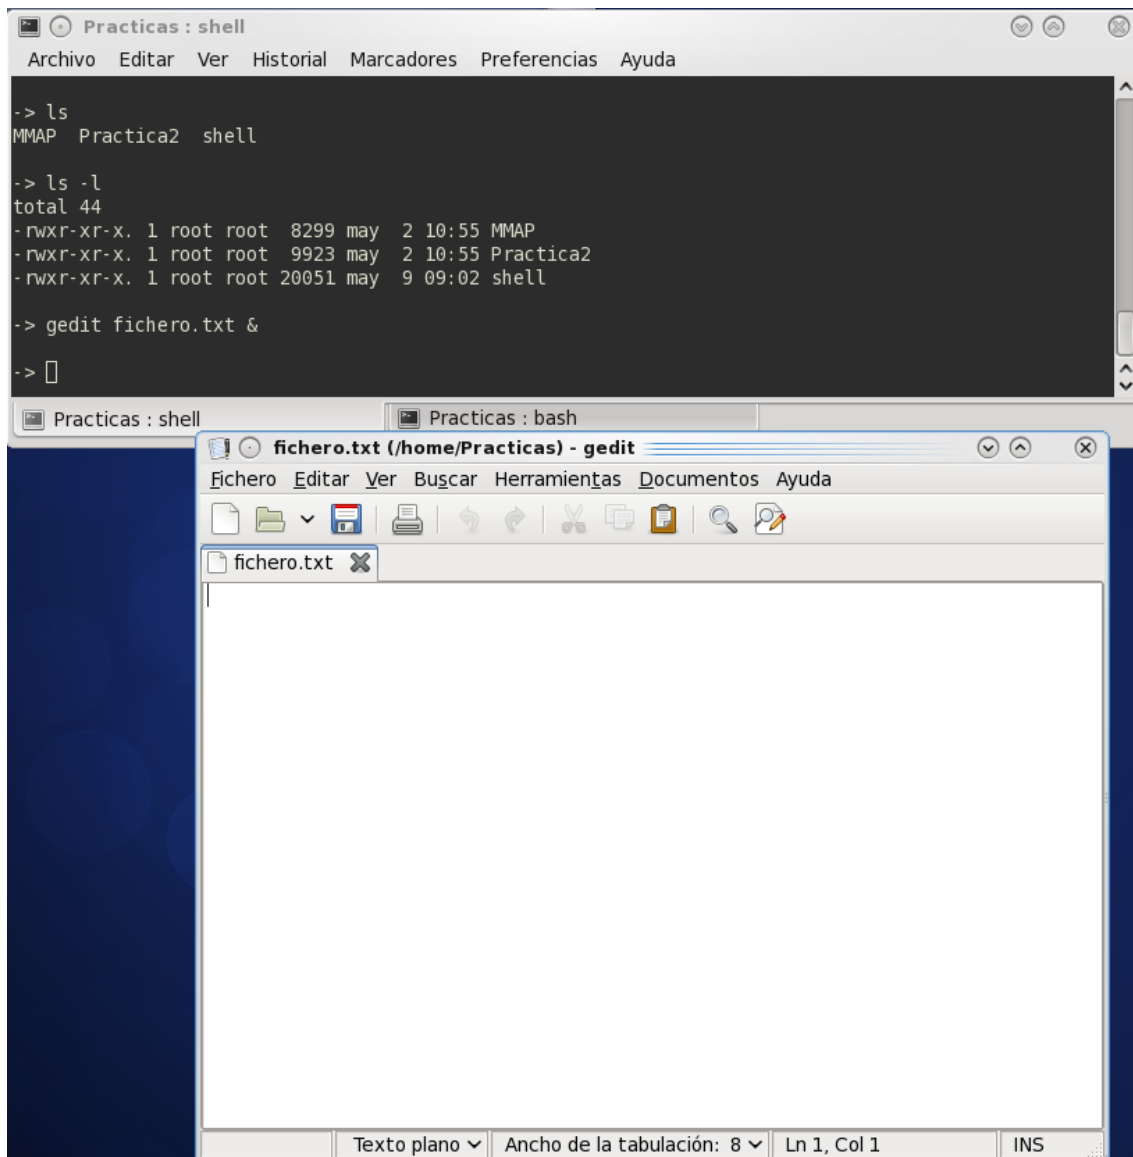 Practicas : shell
Archivo Editar Ver Historial Marcadores Preferencias Ayuda
-> ls
MMAP Practica2 shell
-> ls -l
total 44
-rwxr-xr-x. 1 root root 8299 may 2 10:55 MMAP
-rwxr-xr-x. 1 root root 9923 may 2 10:55 Practica2
-rwxr-xr-x. 1 root root 20051 may 9 09:02 shell
-> gedit fichero.txt &
->
Practicas : shell Practicas : bash
fichero.txt (/home/Practicas) - gedit
Fichero Editar Ver Buscar Herramientas Documentos Ayuda
fichero.txt
Texto plano Ancho de la tabulación: 8 Ln 1, Col 1 INS